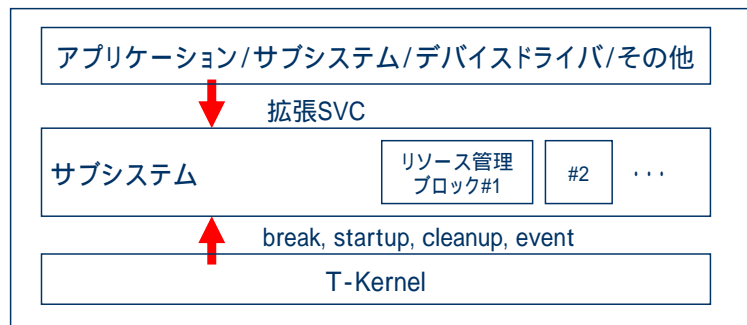 アプリケーション/サブシステム/デバイスドライバ/その他
拡張SVC
サブシステム
リソース管理
ブロック#1
#2
・・・
break, startup, cleanup, event
T-Kernel